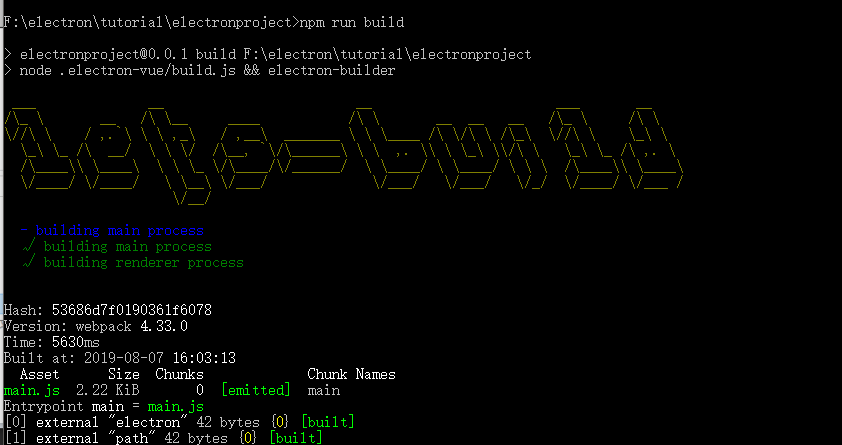 F:\electron\tutorial\electronproject>npm run build
> electronproject@0.0.1 build F:\electron\tutorial\electronproject
> node .electron-vue/build.js && electron-builder
lets-build
- building main process
√ building main process
√ building renderer process
Hash: 53686d7f0190361f6078
Version: webpack 4.33.0
Time: 5630ms
Built at: 2019-08-07 16:03:13
Asset Size Chunks Chunk Names
main.js 2.22 KiB 0 [emitted] main
Entrypoint main = main.js
[0] external "electron" 42 bytes {0} [built]
[1] external "path" 42 bytes {0} [built]